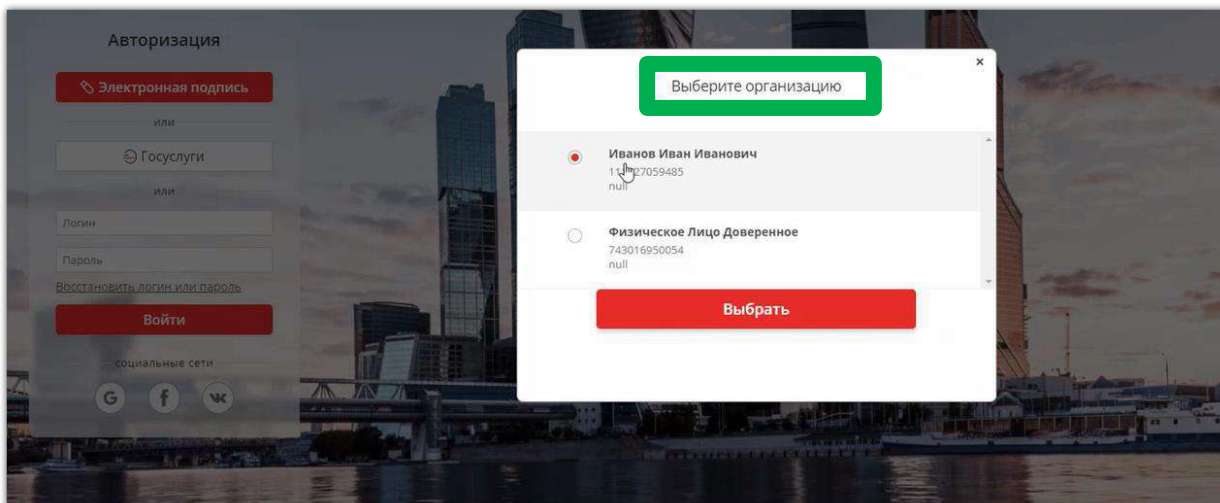 Авторизация
Электронная подпись
или
Госуслуги
или
Логин
Пароль
Восстановить логин или пароль
Войти
социальные сети
Выберите организацию
×
Иванов Иван Иванович
null
Физическое Лицо Доверенное
743016950054
null
Выбрать